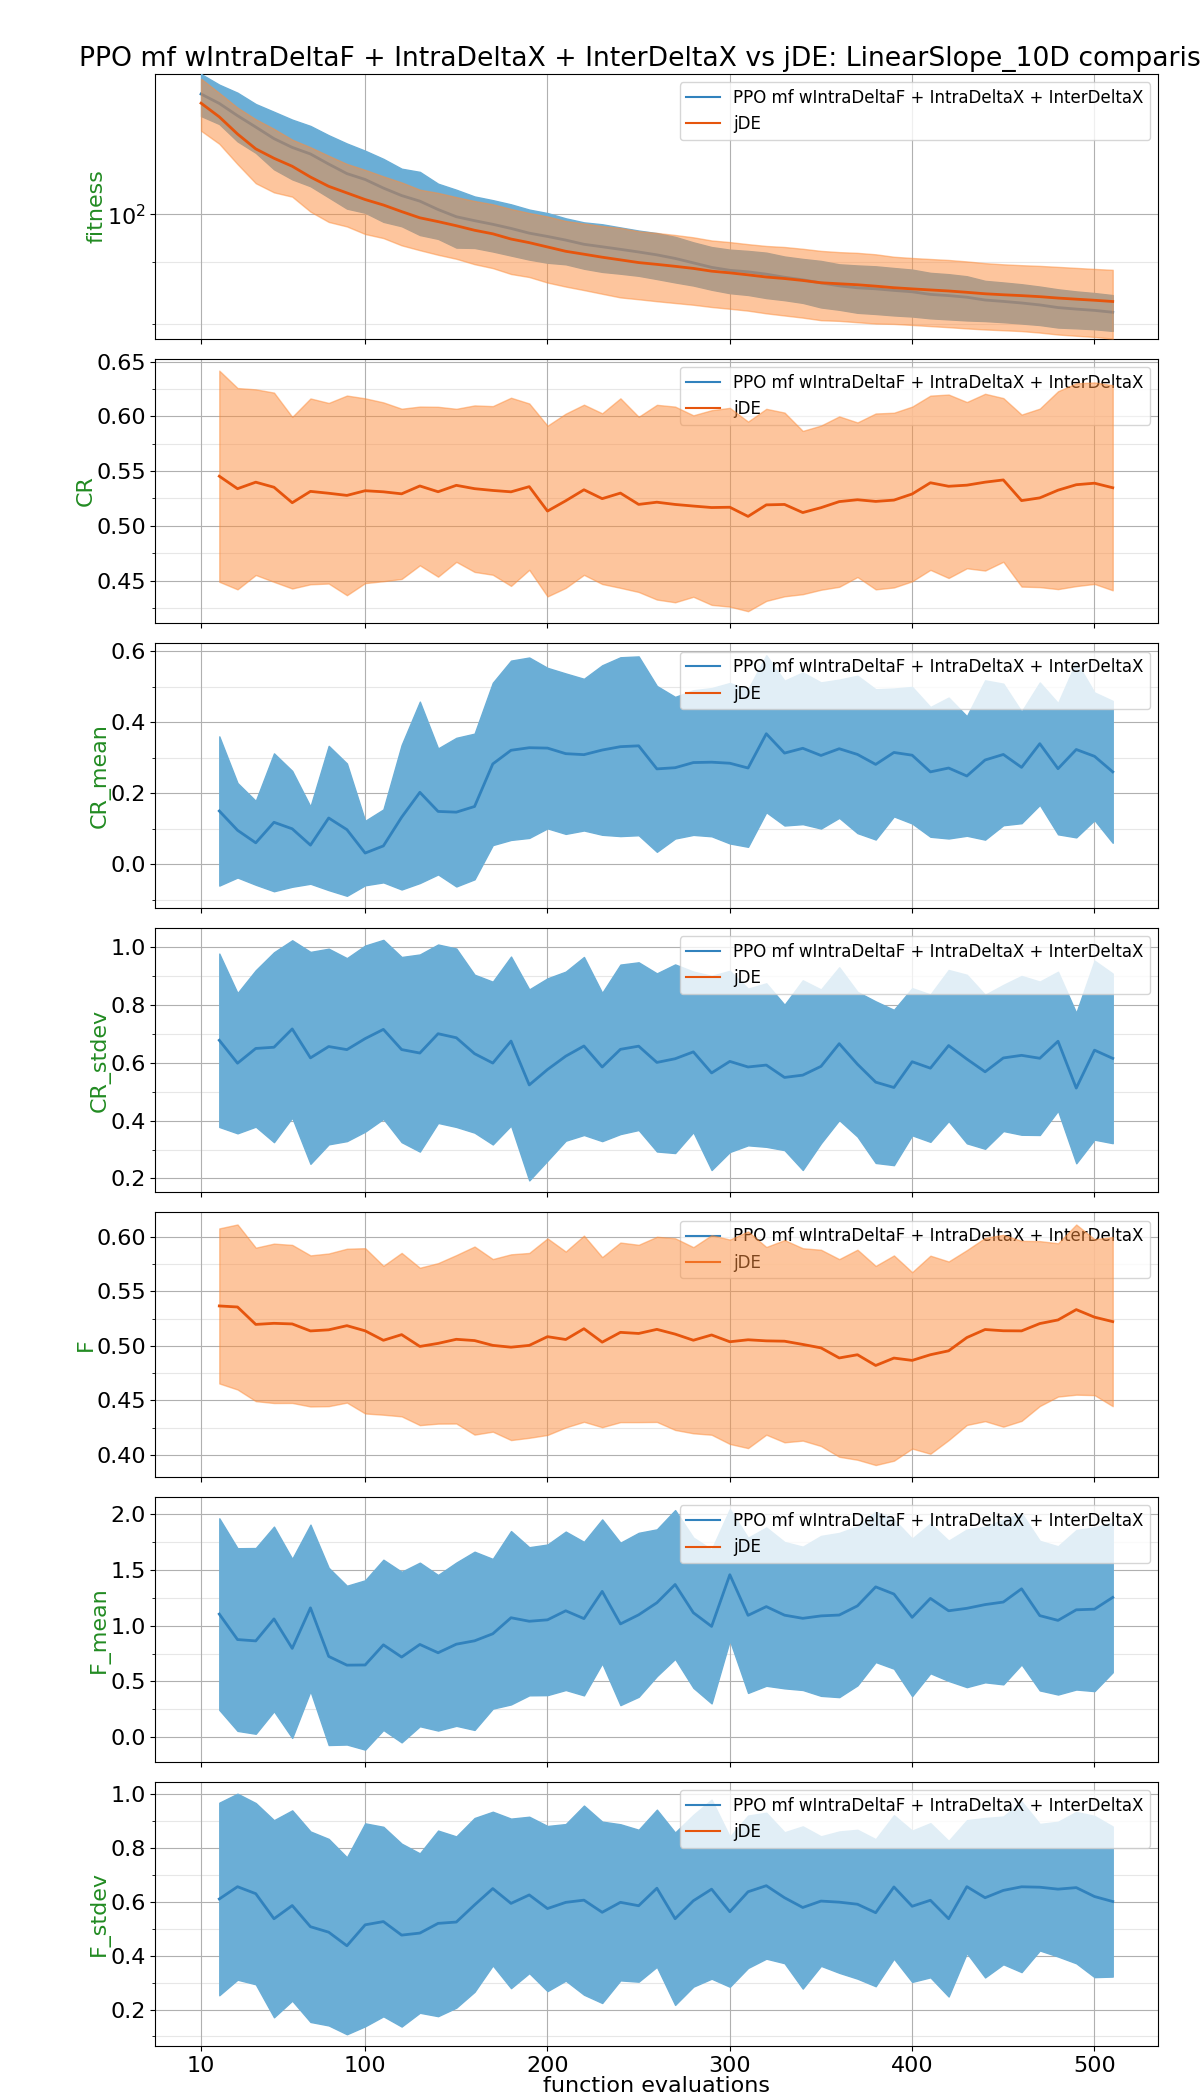 PPO mf wIntraDeltaF + IntraDeltaX + InterDeltaX vs jDE: LinearSlope_10D comparis
PPO mf wIntraDeltaF + IntraDeltaX + InterDeltaX
jDE
fitness
10²
PPO mf wIntraDeltaF + IntraDeltaX + InterDeltaX
jDE
CR
0.65
0.60
0.55
0.50
0.45
PPO mf wIntraDeltaF + IntraDeltaX + InterDeltaX
jDE
CR_mean
0.6
0.4
0.2
0.0
PPO mf wIntraDeltaF + IntraDeltaX + InterDeltaX
jDE
CR_stdev
1.0
0.8
0.6
0.4
0.2
PPO mf wIntraDeltaF + IntraDeltaX + InterDeltaX
jDE
F
0.60
0.55
0.50
0.45
0.40
PPO mf wIntraDeltaF + IntraDeltaX + InterDeltaX
jDE
F_mean
2.0
1.5
1.0
0.5
0.0
PPO mf wIntraDeltaF + IntraDeltaX + InterDeltaX
jDE
F_stdev
1.0
0.8
0.6
0.4
0.2
10 100 200 300 400 500
function evaluations